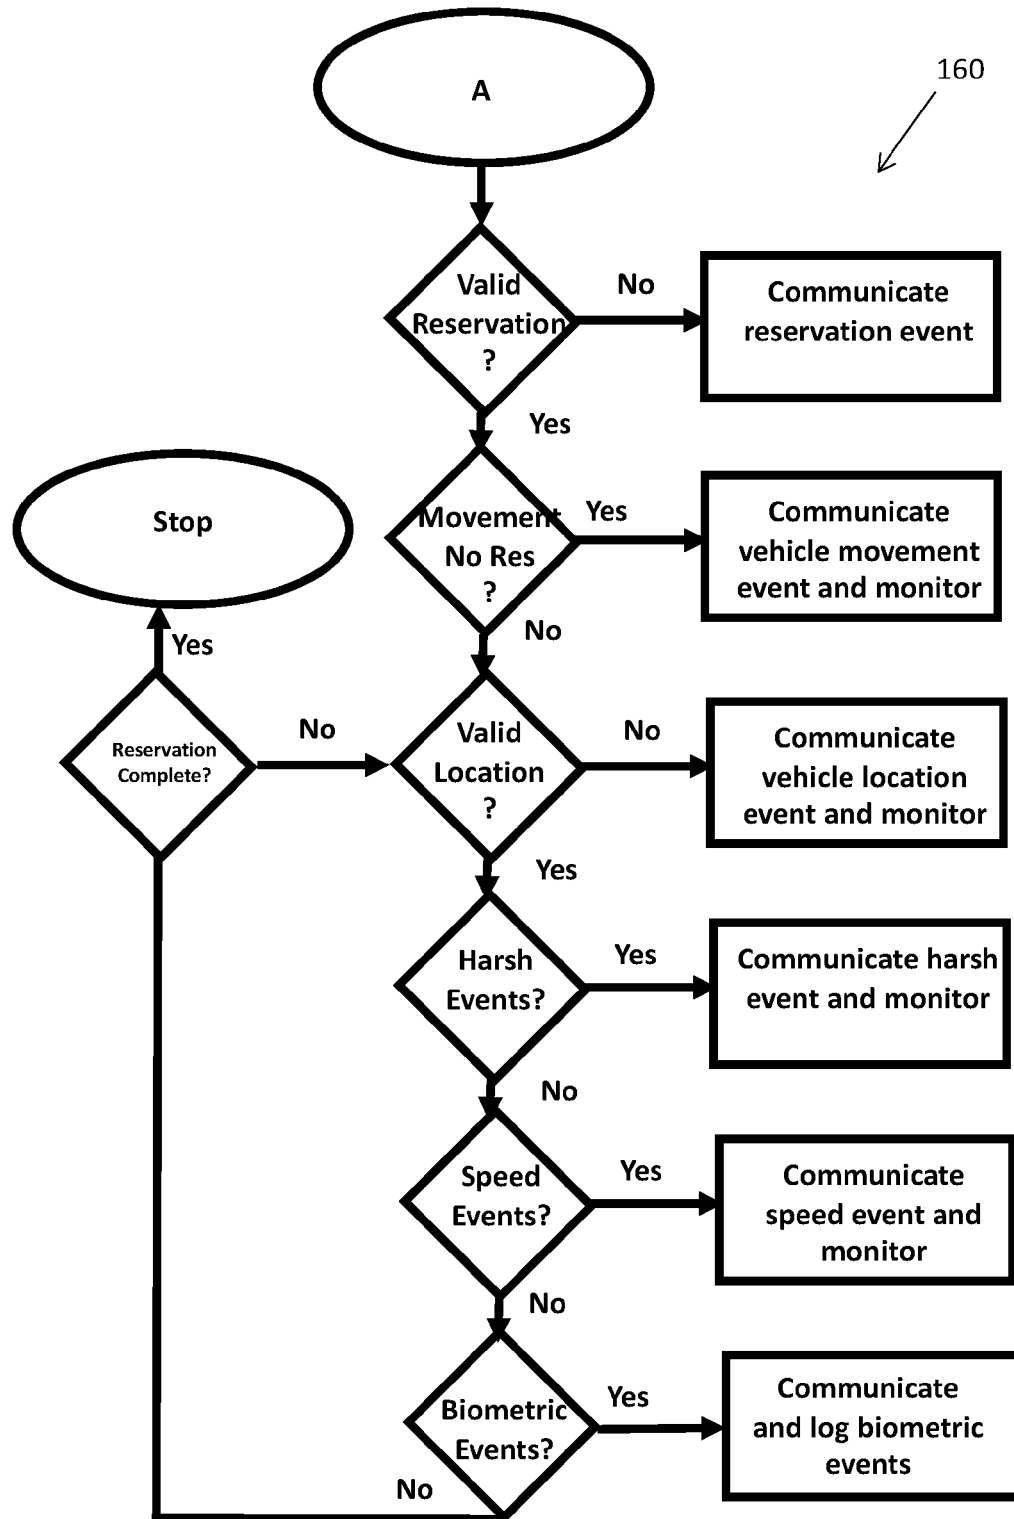 A
160
Valid
Reservation
?
No
Communicate
reservation event
Yes
Movement
No Res
?
Yes
Communicate
vehicle movement
event and monitor
Stop
No
Yes
Reservation
Complete?
No
Valid
Location
?
No
Communicate
vehicle location
event and monitor
Yes
Harsh
Events?
Yes
Communicate harsh
event and monitor
No
Speed
Events?
Yes
Communicate
speed event and
monitor
No
Biometric
Events?
Yes
Communicate
and log biometric
events
No